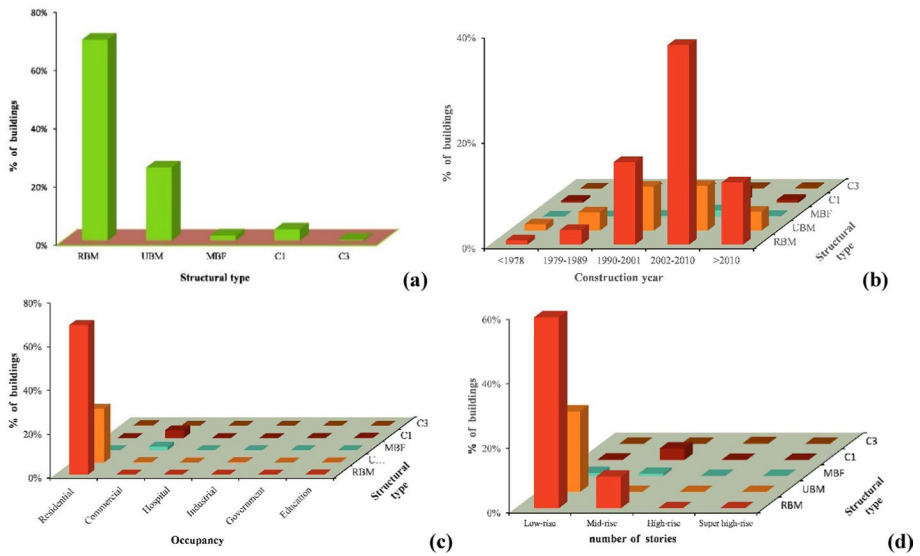 80%
60%
40%
20%
0%
% of buildings
RBM UBM MBF C1 C3
Structural type
(a)
40%
20%
0%
% of buildings
<1978 1979-1989 1990-2001 2002-2010 >2010
Construction year
C3
C1
MBF
UBM
RBM
Structural type
(b)
80%
60%
40%
20%
0%
% of buildings
Residential Commercial Hospital Industrial Government Education
Occupancy
C3
C1
MBF
U...
RBM
Structural type
(c)
60%
40%
20%
0%
% of buildings
Low-rise Mid-rise High-rise Super high-rise
number of stories
C3
C1
MBF
UBM
RBM
Structural type
(d)